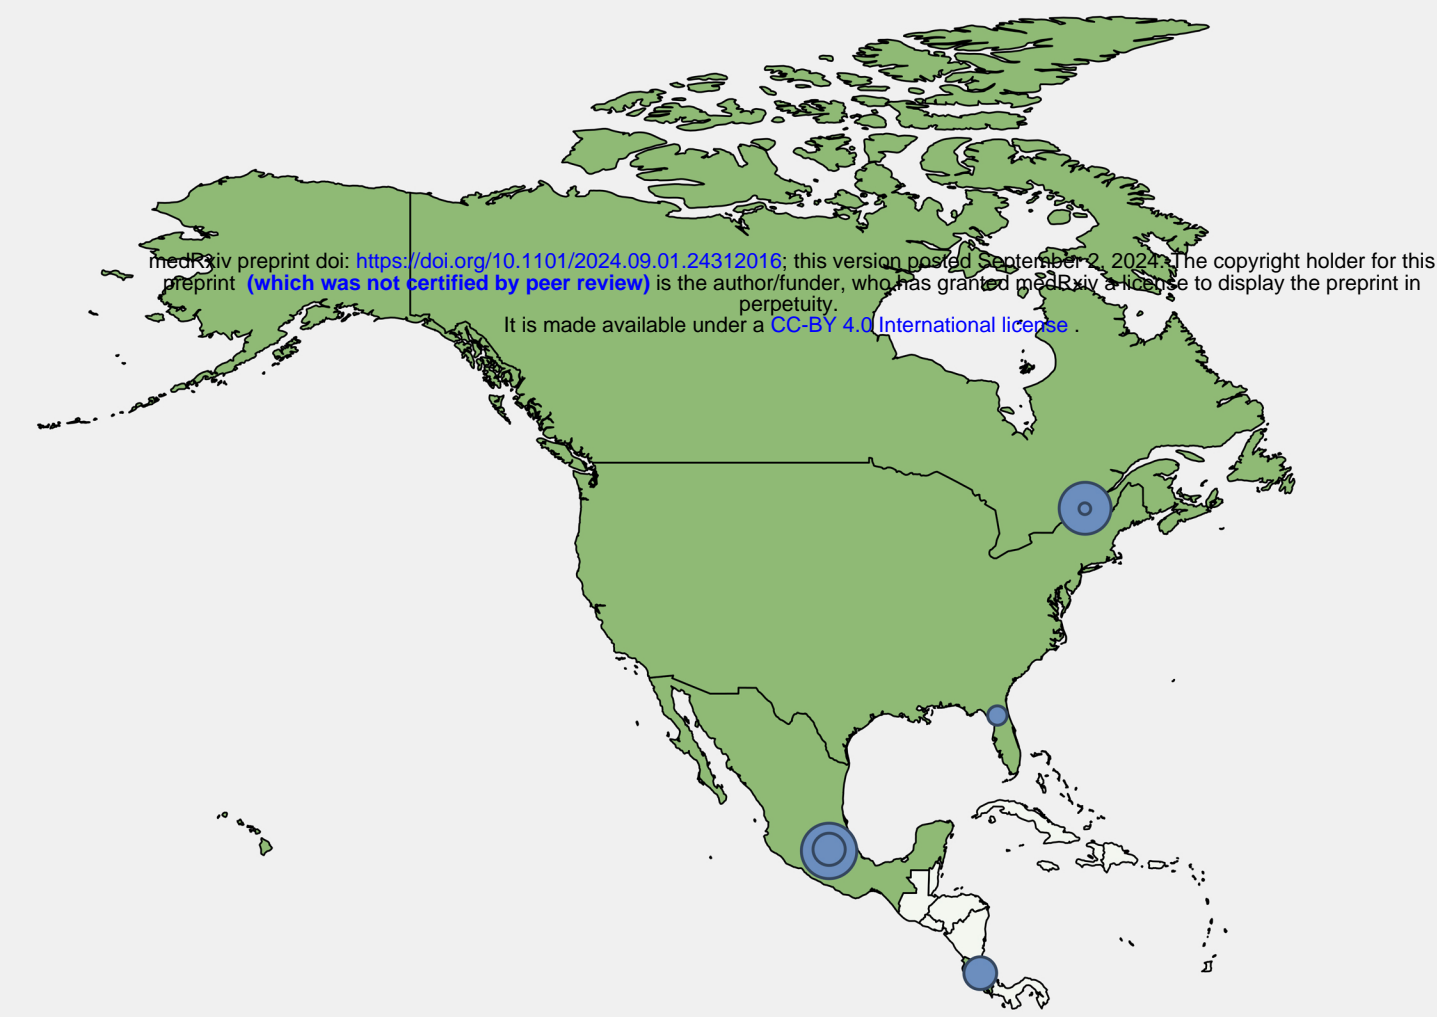 medRxiv preprint doi: https://doi.org/10.1101/2024.09.01.24312016; this version posted September 2, 2024. The copyright holder for this
preprint (which was not certified by peer review) is the author/funder, who has granted medRxiv a license to display the preprint in
perpetuity.
It is made available under a CC-BY 4.0 International license .